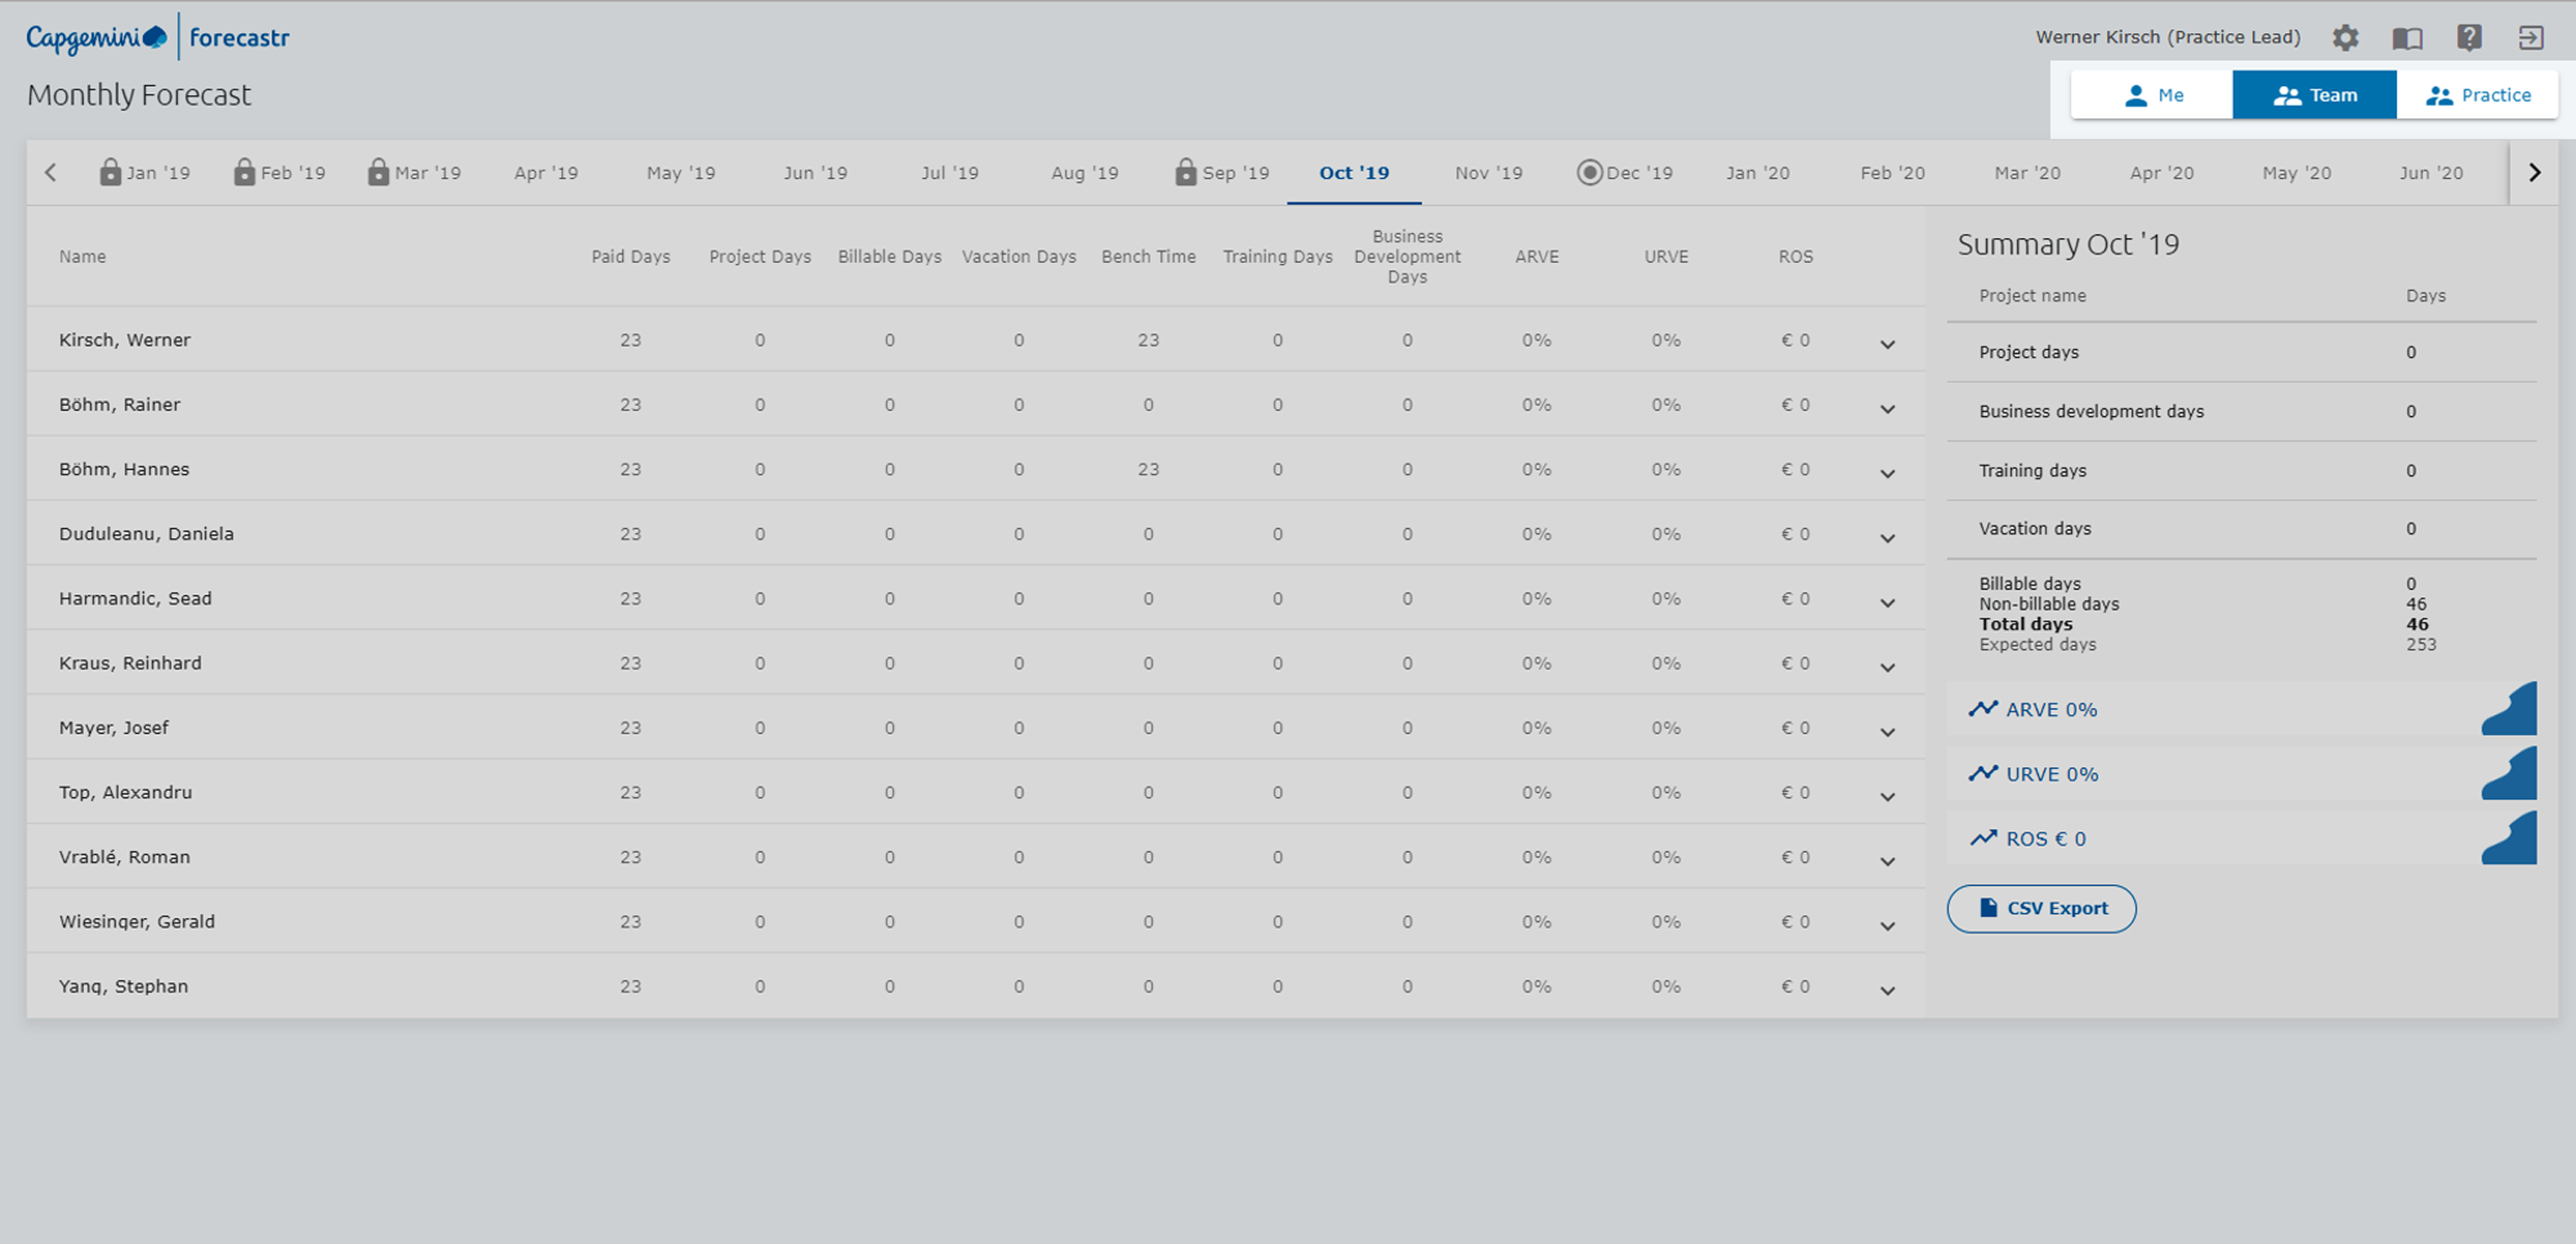 Capgemini forecastr
Werner Kirsch (Practice Lead)
Monthly Forecast
Me Team Practice
Jan '19 Feb '19 Mar '19 Apr '19 May '19 Jun '19 Jul '19 Aug '19 Sep '19 Oct '19 Nov '19 Dec '19 Jan '20 Feb '20 Mar '20 Apr '20 May '20 Jun '20
Name Paid Days Project Days Billable Days Vacation Days Bench Time Training Days Business Development Days ARVE URVE ROS
Kirsch, Werner 23 0 0 0 23 0 0 0% 0% € 0
Böhm, Rainer 23 0 0 0 0 0 0 0% 0% € 0
Böhm, Hannes 23 0 0 0 23 0 0 0% 0% € 0
Duduleanu, Daniela 23 0 0 0 0 0 0 0% 0% € 0
Harmandic, Sead 23 0 0 0 0 0 0 0% 0% € 0
Kraus, Reinhard 23 0 0 0 0 0 0 0% 0% € 0
Mayer, Josef 23 0 0 0 0 0 0 0% 0% € 0
Top, Alexandru 23 0 0 0 0 0 0 0% 0% € 0
Vrablé, Roman 23 0 0 0 0 0 0 0% 0% € 0
Wiesinger, Gerald 23 0 0 0 0 0 0 0% 0% € 0
Yang, Stephan 23 0 0 0 0 0 0 0% 0% € 0
Summary Oct '19
Project name Days
Project days 0
Business development days 0
Training days 0
Vacation days 0
Billable days 0
Non-billable days 46
Total days 46
Expected days 253
ARVE 0%
URVE 0%
ROS € 0
CSV Export